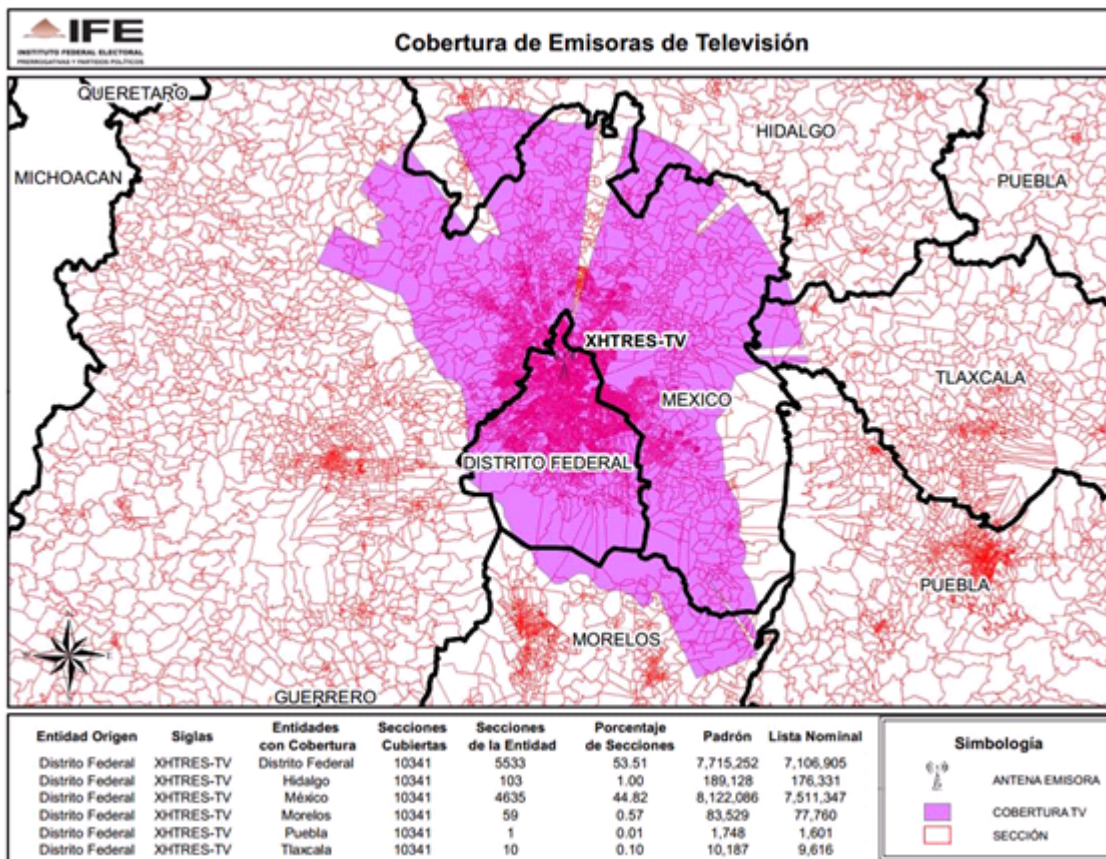 IFE
INSTITUTO FEDERAL ELECTORAL
PRERROGATIVAS Y PARTIDOS POLÍTICOS
Cobertura de Emisoras de Televisión
QUERETARO
HIDALGO
MICHOACAN
PUEBLA
XHTRES-TV
TLAXCALA
MEXICO
DISTRITO FEDERAL
PUEBLA
MORELOS
GUERRERO
Entidad Origen Siglas Entidades con Cobertura Secciones Cubiertas Secciones de la Entidad Porcentaje de Secciones Padrón Lista Nominal
Distrito Federal XHTRES-TV Distrito Federal 10341 5533 53.51 7,715,252 7,106,905
Distrito Federal XHTRES-TV Hidalgo 10341 103 1.00 189,128 176,331
Distrito Federal XHTRES-TV México 10341 4635 44.82 8,122,086 7,511,347
Distrito Federal XHTRES-TV Morelos 10341 59 0.57 83,529 77,760
Distrito Federal XHTRES-TV Puebla 10341 1 0.01 1,748 1,601
Distrito Federal XHTRES-TV Tlaxcala 10341 10 0.10 10,187 9,616
Simbología
ANTENA EMISORA
COBERTURA TV
SECCIÓN